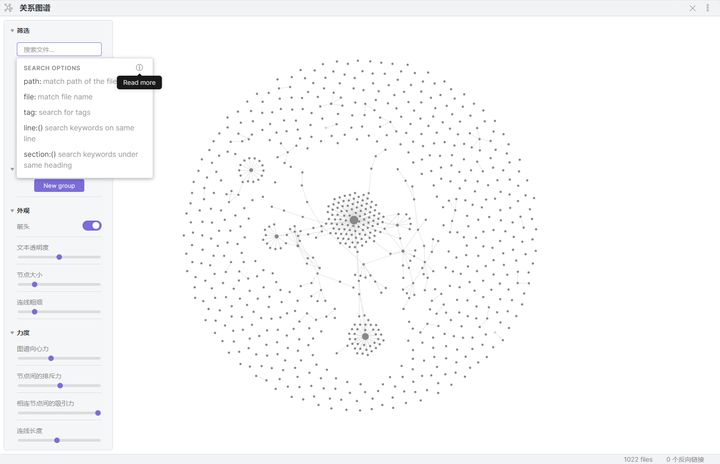 关系图谱
筛选
搜索文件...
SEARCH OPTIONS
path: match path of the file
Read more
file: match file name
tag: search for tags
line:() search keywords on same
line
section:() search keywords under
same heading
New group
外观
箭头
文本透明度
节点大小
连线粗细
力度
图谱向心力
节点间的排斥力
相连节点间的吸引力
连线长度
1022 files
0 个反向链接